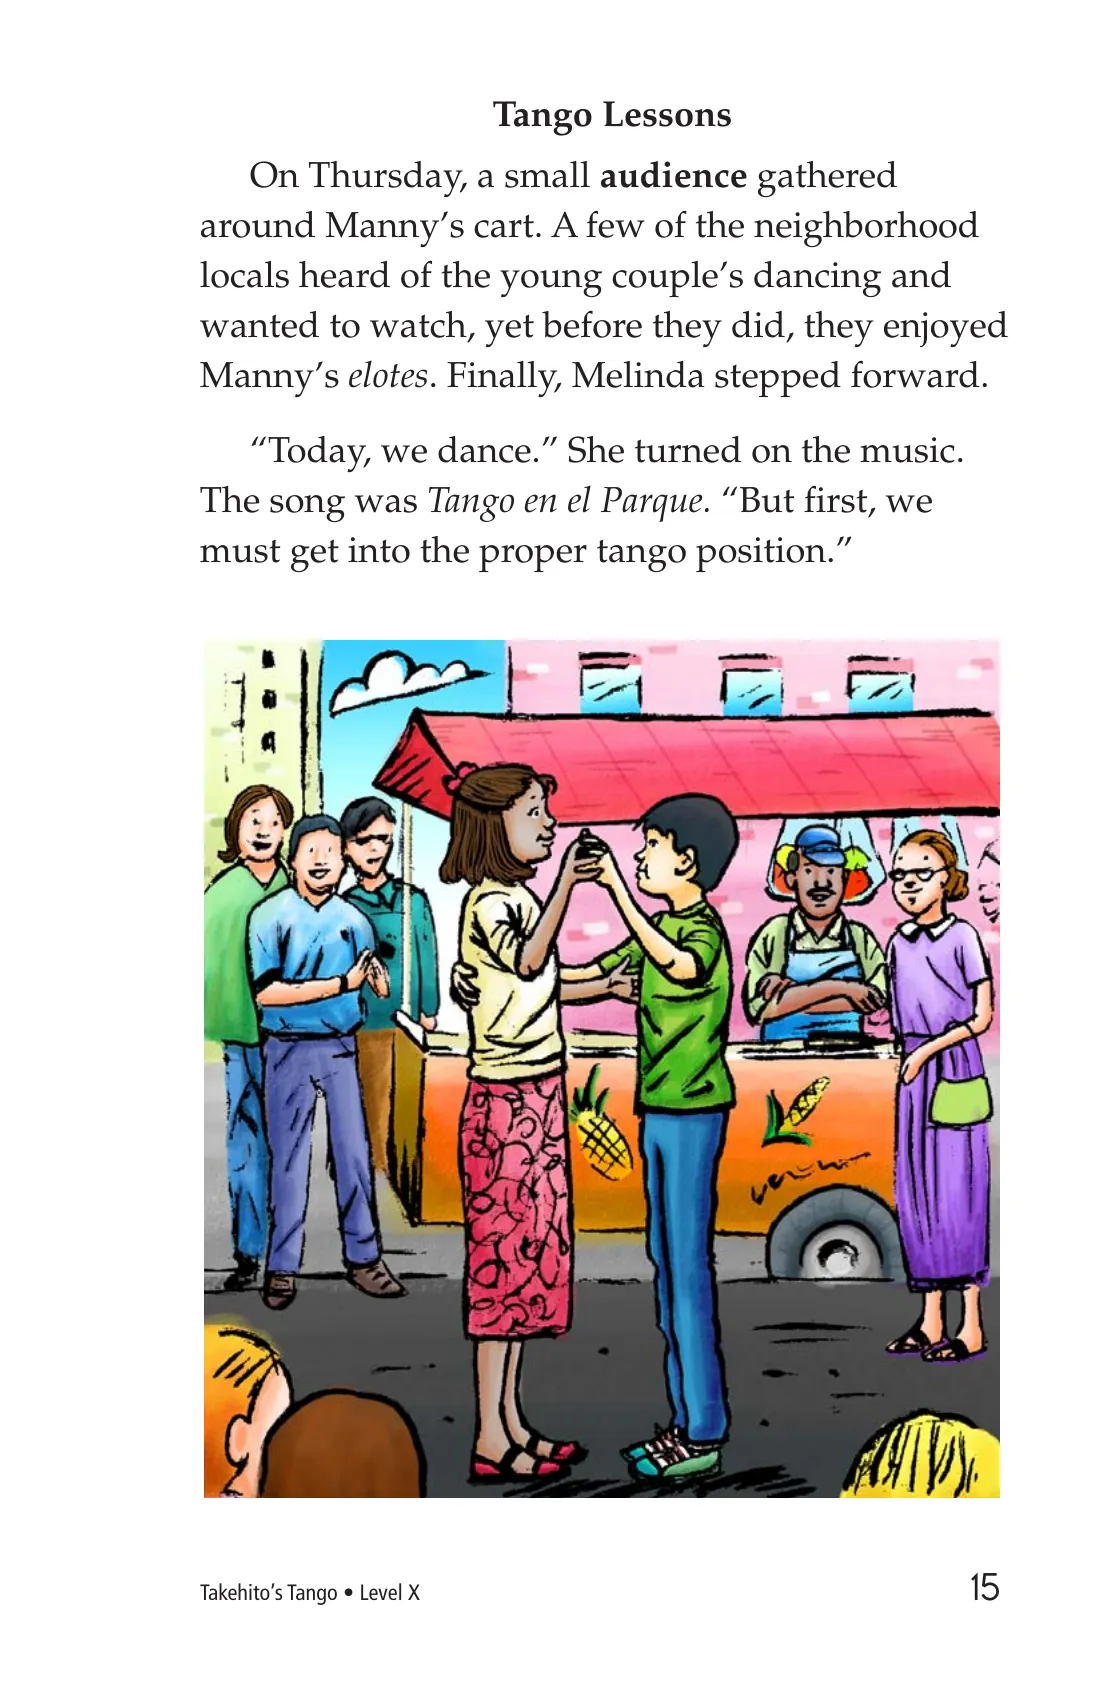 Tango Lessons
On Thursday, a small audience gathered
around Manny’s cart. A few of the neighborhood
locals heard of the young couple’s dancing and
wanted to watch, yet before they did, they enjoyed
Manny’s elotes. Finally, Melinda stepped forward.
“Today, we dance.” She turned on the music.
The song was Tango en el Parque. “But first, we
must get into the proper tango position.”
Takehito’s Tango • Level X
15